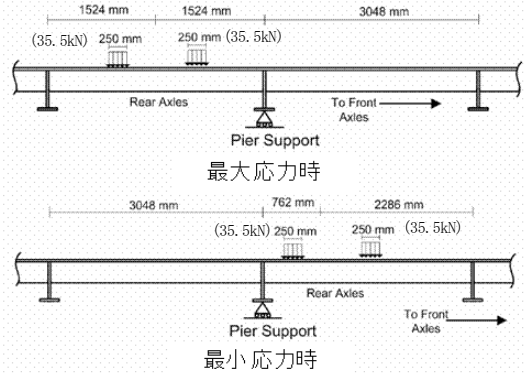 1524 mm 1524 mm 3048 mm
(35.5kN) 250 mm 250 mm (35.5kN)
Rear Axles
To Front
Axles
Pier Support
最大応力時
3048 mm 762 mm 2286 mm
(35.5kN) 250 mm 250 mm (35.5kN)
Rear Axles
To Front
Axles
Pier Support
最小応力時